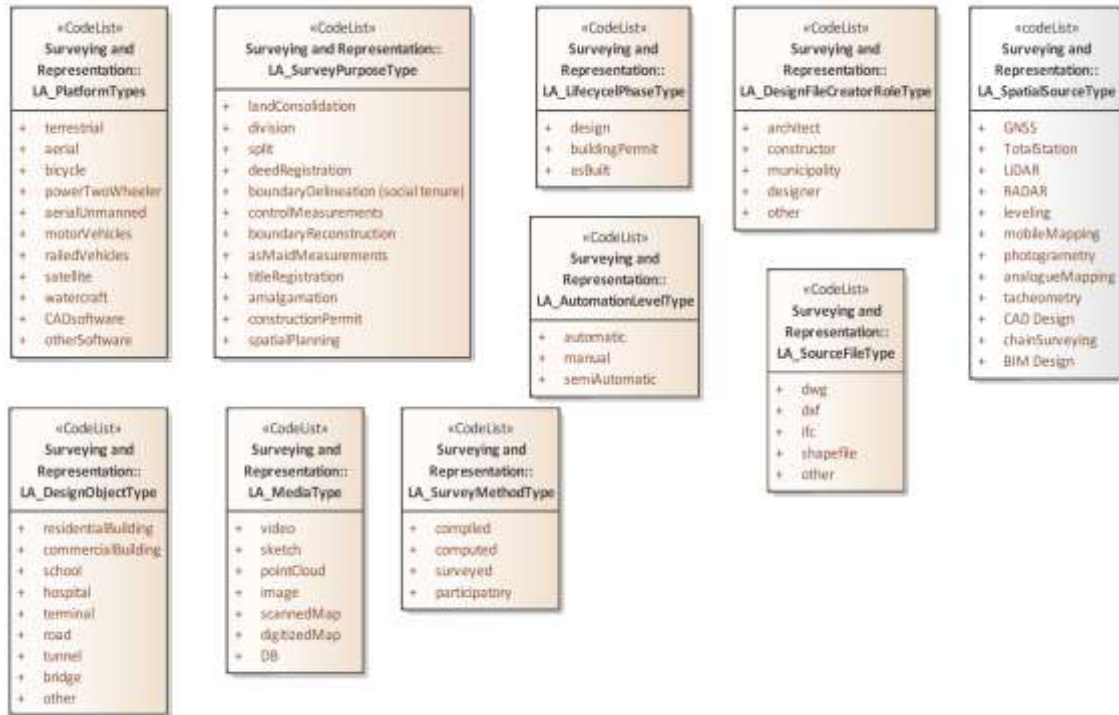 «CodeList»
Surveying and
Representation::
LA_PlatformTypes
+ terrestrial
+ aerial
+ bicycle
+ powerTwoWheeler
+ aerialUnmanned
+ motorVehicles
+ railedVehicles
+ satellite
+ watercraft
+ CADsoftware
+ otherSoftware
«CodeList»
Surveying and Representation::
LA_SurveyPurposeType
+ landConsolidation
+ division
+ split
+ deedRegistration
+ boundaryDelineation (social tenure)
+ controlMeasurements
+ boundaryReconstruction
+ asMaidMeasurements
+ titleRegistration
+ amalgamation
+ constructionPermit
+ spatialPlanning
«CodeList»
Surveying and
Representation::
LA_LifecycelPhaseType
+ design
+ buildingPermit
+ asBuilt
«CodeList»
Surveying and
Representation::
LA_DesignFileCreatorRoleType
+ architect
+ constructor
+ municipality
+ designer
+ other
«codeList»
Surveying and
Representation::
LA_SpatialSourceType
+ GNSS
+ TotalStation
+ LiDAR
+ RADAR
+ leveling
+ mobileMapping
+ photogrametry
+ analogueMapping
+ tacheometry
+ CAD Design
+ chainSurveying
+ BIM Design
«CodeList»
Surveying and
Representation::
LA_AutomationLevelType
+ automatic
+ manual
+ semiAutomatic
«CodeList»
Surveying and
Representation::
LA_SourceFileType
+ dwg
+ dxf
+ ifc
+ shapefile
+ other
«CodeList»
Surveying and
Representation::
LA_DesignObjectType
+ residentialBuilding
+ commercialBuilding
+ school
+ hospital
+ terminal
+ road
+ tunnel
+ bridge
+ other
«CodeList»
Surveying and
Representation::
LA_MediaType
+ video
+ sketch
+ pointCloud
+ image
+ scannedMap
+ digitizedMap
+ DB
«CodeList»
Surveying and
Representation::
LA_SurveyMethodType
+ compiled
+ computed
+ surveyed
+ participatory